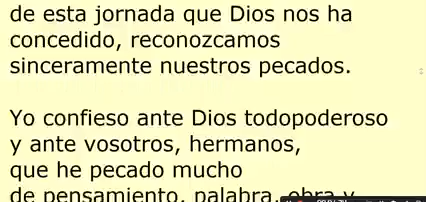 de esta jornada que Dios nos ha
concedido, reconozcamos
sinceramente nuestros pecados.
Yo confieso ante Dios todopoderoso
y ante vosotros, hermanos,
que he pecado mucho
de pensamiento, palabra, obra y